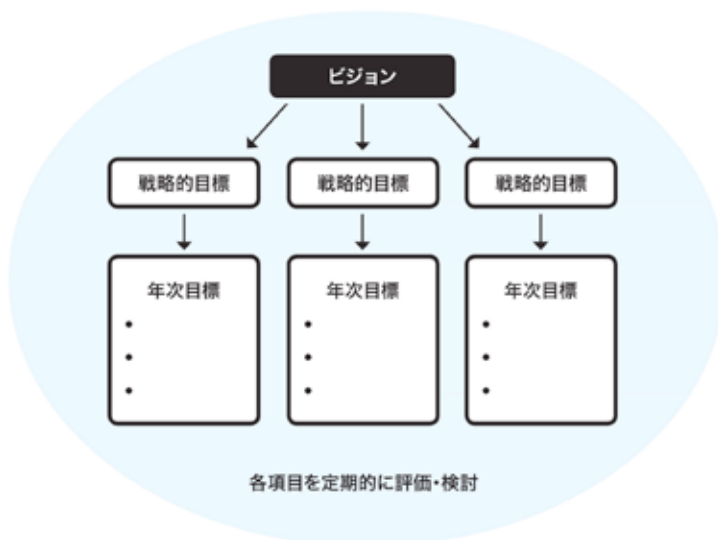 ビジョン
戦略的目標
戦略的目標
戦略的目標
年次目標
•
•
•
年次目標
•
•
•
年次目標
•
•
•
各項目を定期的に評価・検討